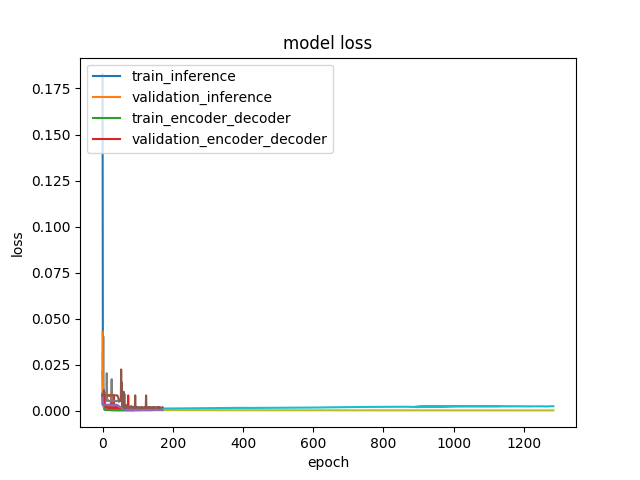 model loss
train_inference
validation_inference
train_encoder_decoder
validation_encoder_decoder
0.175
0.150
0.125
0.100
0.075
0.050
0.025
0.000
loss
0 200 400 600 800 1000 1200
epoch